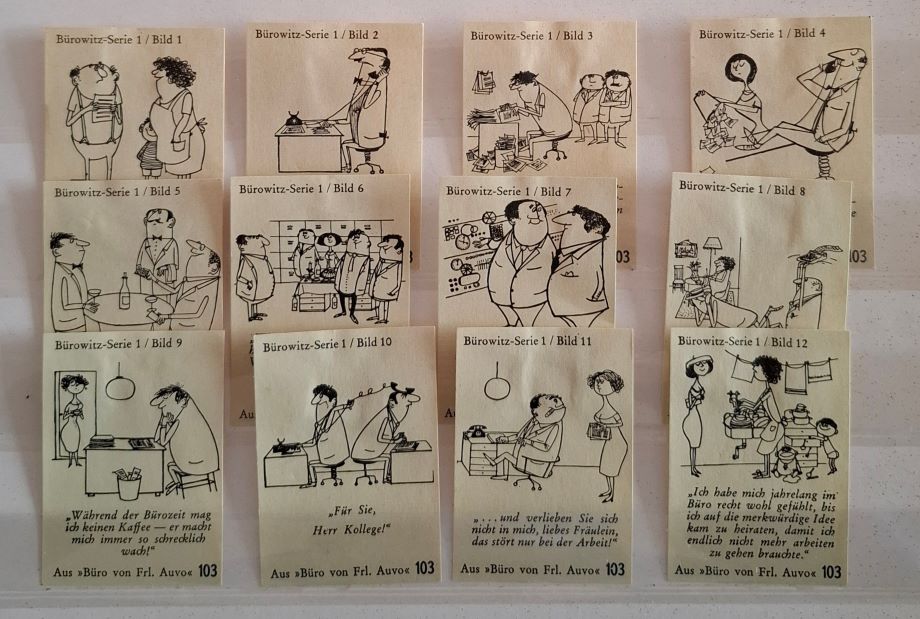 Bürowitz-Serie 1 / Bild 1
Bürowitz-Serie 1 / Bild 2
Bürowitz-Serie 1 / Bild 3
Bürowitz-Serie 1 / Bild 4
103
103
Bürowitz-Serie 1 / Bild 5
Bürowitz-Serie 1 / Bild 6
Bürowitz-Serie 1 / Bild 7
Bürowitz-Serie 1 / Bild 8
Au
Au
Bürowitz-Serie 1 / Bild 9
Bürowitz-Serie 1 / Bild 10
Bürowitz-Serie 1 / Bild 11
Bürowitz-Serie 1 / Bild 12
„Während der Bürozeit mag
ich keinen Kaffee — er macht
mich immer so schrecklich
wach!“
Aus »Büro von Frl. Auvo« 103
„Für Sie,
Herr Kollege!“
Aus »Büro von Frl. Auvo« 103
„...und verlieben Sie sich
nicht in mich, liebes Fräulein,
das stört nur bei der Arbeit!“
Aus »Büro von Frl. Auvo« 103
„Ich habe mich jahrelang im
Büro recht wohl gefühlt, bis
ich auf die merkwürdige Idee
kam zu heiraten, damit ich
endlich nicht mehr arbeiten
zu gehen brauchte.“
Aus »Büro von Frl. Auvo« 103